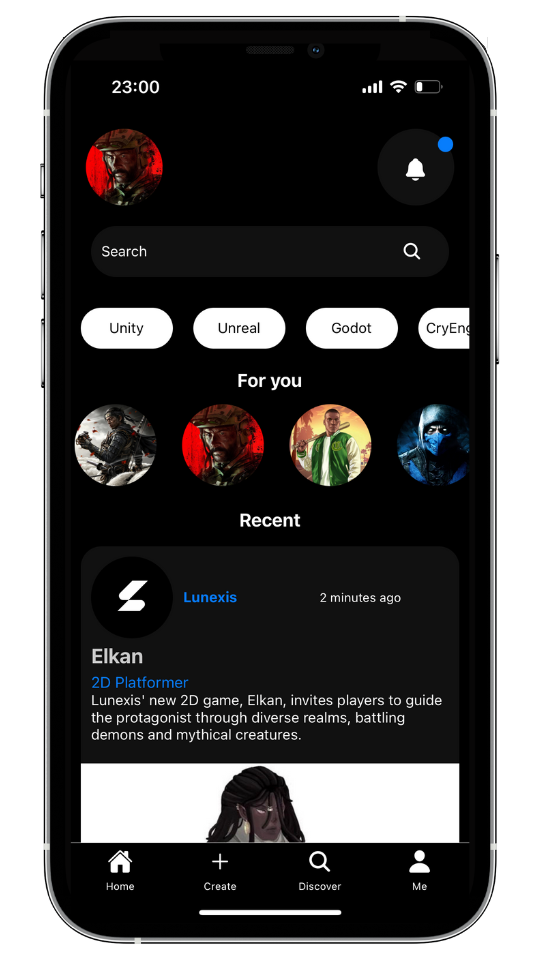 23:00
Search
Unity
Unreal
Godot
CryEng
For you
Recent
Lunexis
2 minutes ago
Elkan
2D Platformer
Lunexis' new 2D game, Elkan, invites players to guide
the protagonist through diverse realms, battling
demons and mythical creatures.
Home
Create
Discover
Me